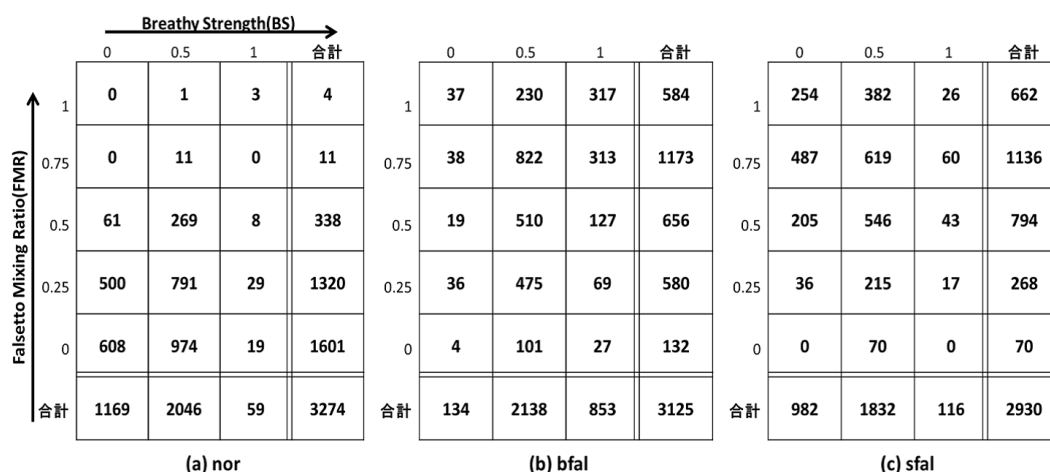 Breathy Strength(BS)
0 0.5 1 合計 0 0.5 1 合計 0 0.5 1 合計
Falsetto Mixing Ratio(FMR)
1 0 1 3 4 1 37 230 317 584 1 254 382 26 662
0.75 0 11 0 11 0.75 38 822 313 1173 0.75 487 619 60 1136
0.5 61 269 8 338 0.5 19 510 127 656 0.5 205 546 43 794
0.25 500 791 29 1320 0.25 36 475 69 580 0.25 36 215 17 268
0 608 974 19 1601 0 4 101 27 132 0 0 70 0 70
合計 1169 2046 59 3274 合計 134 2138 853 3125 合計 982 1832 116 2930
(a) nor (b) bfal (c) sfal